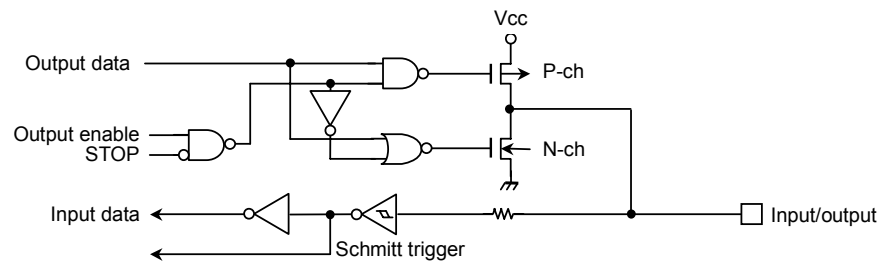 Vcc
Output data
P-ch
Output enable
STOP
N-ch
Input data
Input/output
Schmitt trigger